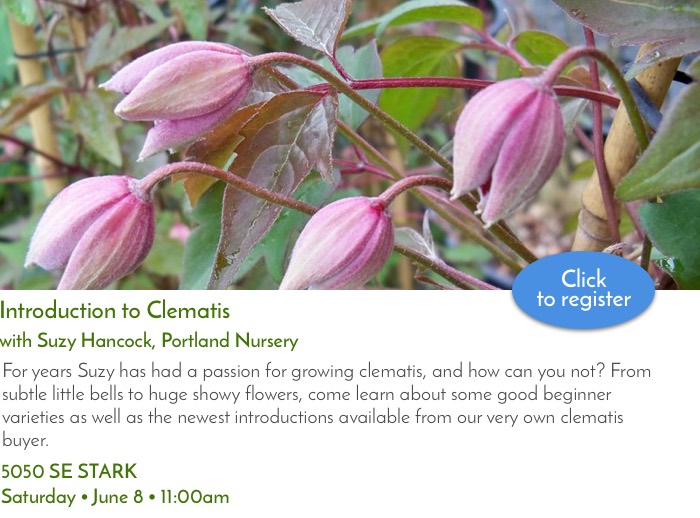 Click
to register
Introduction to Clematis
with Suzy Hancock, Portland Nursery
For years Suzy has had a passion for growing clematis, and how can you not? From
subtle little bells to huge showy flowers, come learn about some good beginner
varieties as well as the newest introductions available from our very own clematis
buyer.
5050 SE STARK
Saturday • June 8 • 11:00am